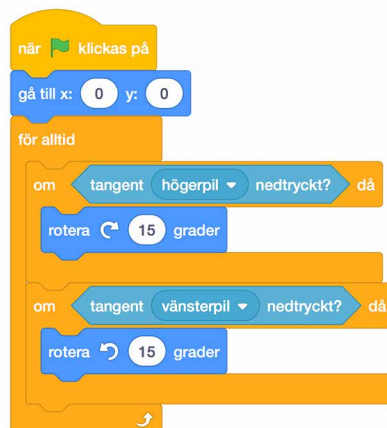 när klickas på
gå till x: 0 y: 0
för alltid
om tangent högerpil nedtryckt? då
rotera 15 grader
om tangent vänsterpil nedtryckt? då
rotera 15 grader